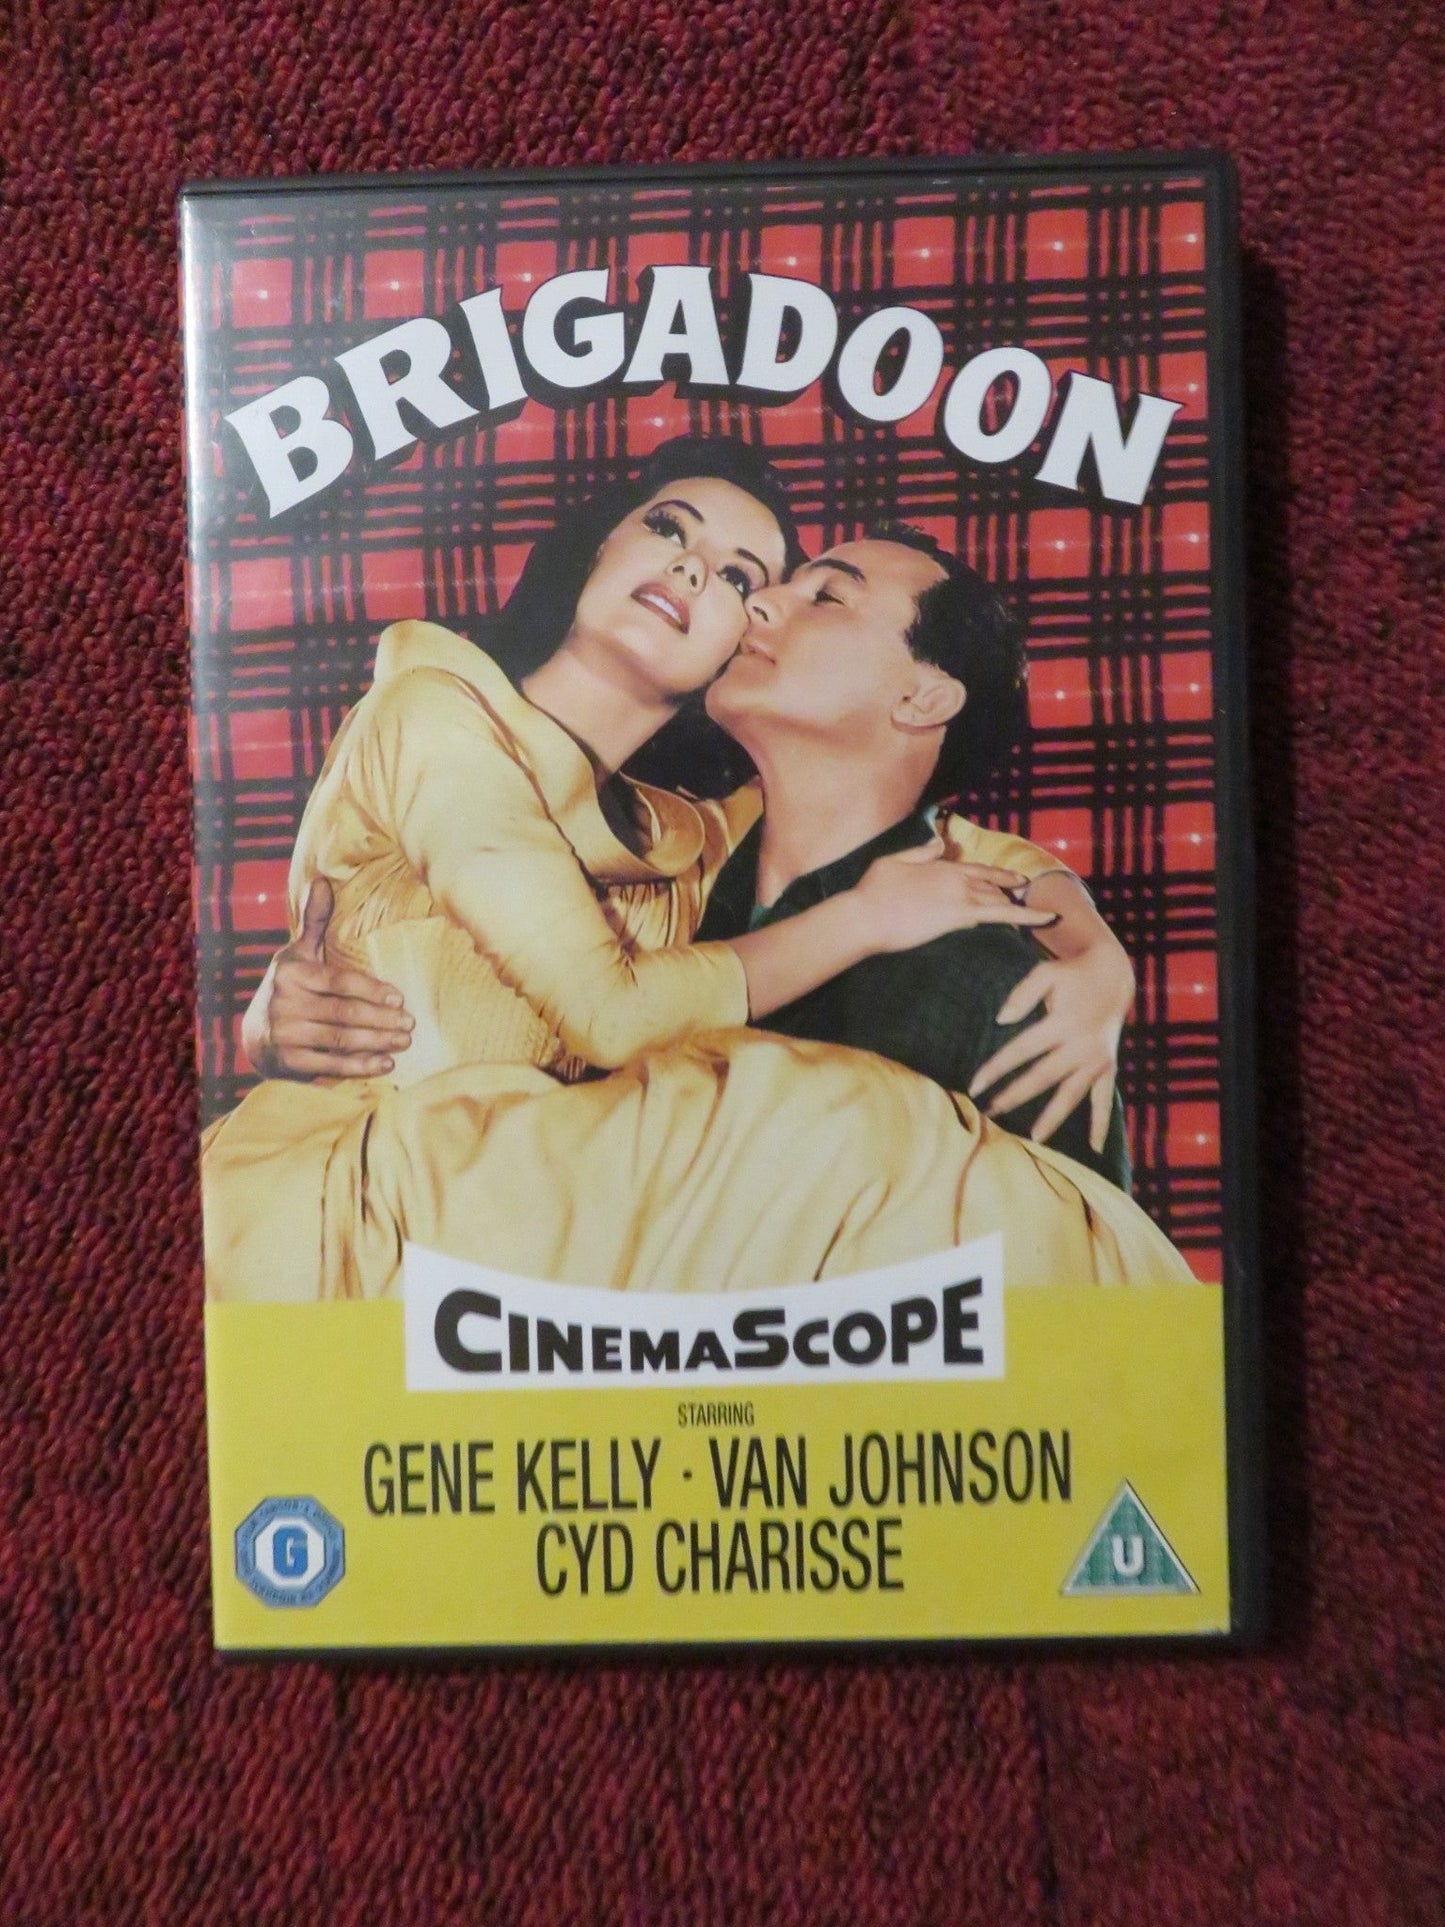 BRIGADOON
CINEMASCOPE
STARRING
GENE KELLY · VAN JOHNSON
CYD CHARISSE
G
U